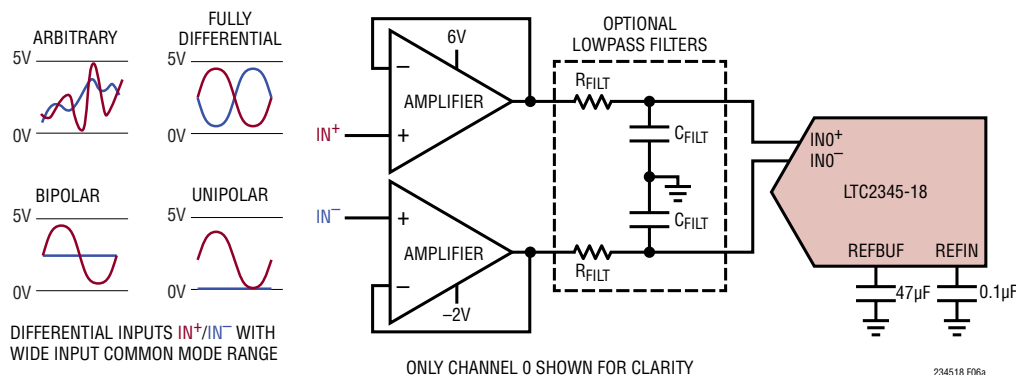 ARBITRARY
5V
0V
FULLY
DIFFERENTIAL
5V
0V
BIPOLAR
5V
0V
UNIPOLAR
5V
0V
DIFFERENTIAL INPUTS IN+/IN– WITH
WIDE INPUT COMMON MODE RANGE
6V
–
AMPLIFIER
+
IN+
IN–
+
AMPLIFIER
–
–2V
OPTIONAL
LOWPASS FILTERS
RFILT
CFILT
CFILT
RFILT
IN0+
IN0–
LTC2345-18
REFBUF
REFIN
47µF
0.1µF
ONLY CHANNEL 0 SHOWN FOR CLARITY
234518 F06a